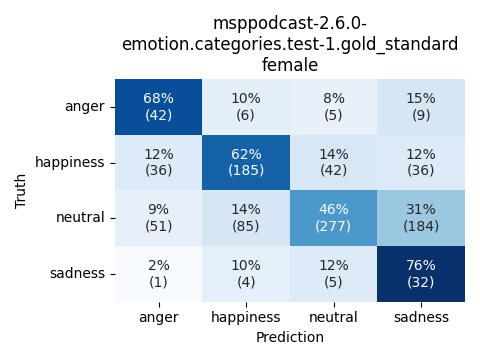 msppodcast-2.6.0-
emotion.categories.test-1.gold_standard
female
Truth
anger 68% 10% 8% 15%
(42) (6) (5) (9)
happiness 12% 62% 14% 12%
(36) (185) (42) (36)
neutral 9% 14% 46% 31%
(51) (85) (277) (184)
sadness 2% 10% 12% 76%
(1) (4) (5) (32)
anger happiness neutral sadness
Prediction